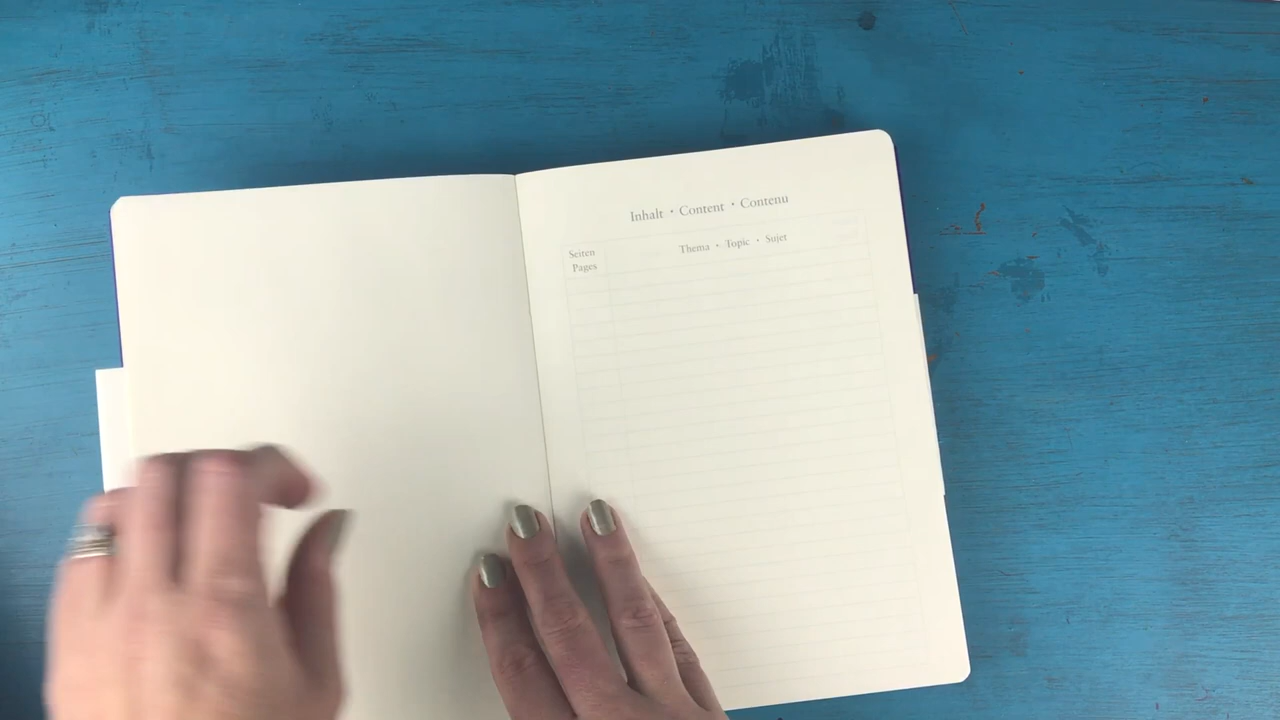 Inhalt • Content • Contenu
Thema • Topic • Sujet
Seiten
Pages